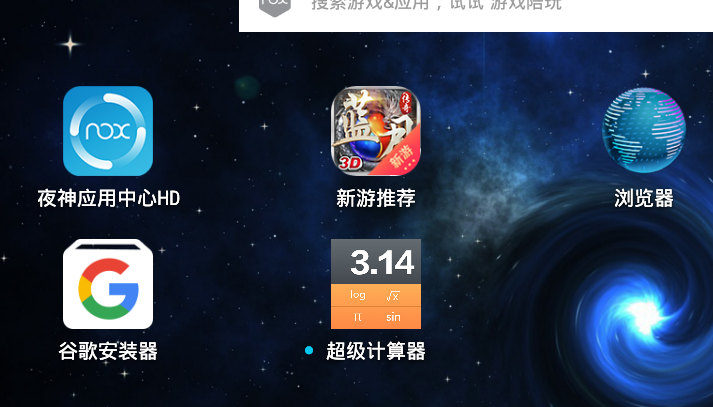 搜索游戏&应用，试试"游戏陪玩
nox
蓝月
传奇
3D
新游
夜神应用中心HD
新游推荐
浏览器
G
3.14
log √x
π sin
谷歌安装器
超级计算器